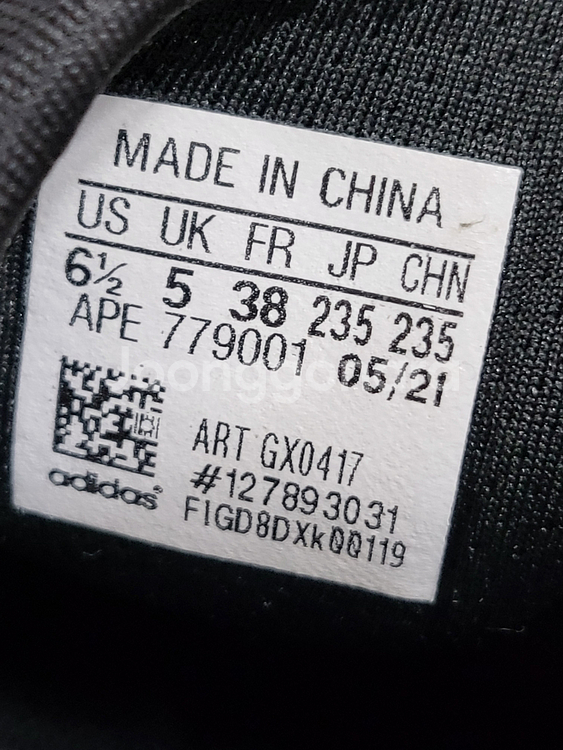 MADE IN CHINA
US UK FR JP CHN
6½ 5 38 235 235
APE 779001 05/21
ART GX0417
#127893031
adidas
FIGD8DXk00119